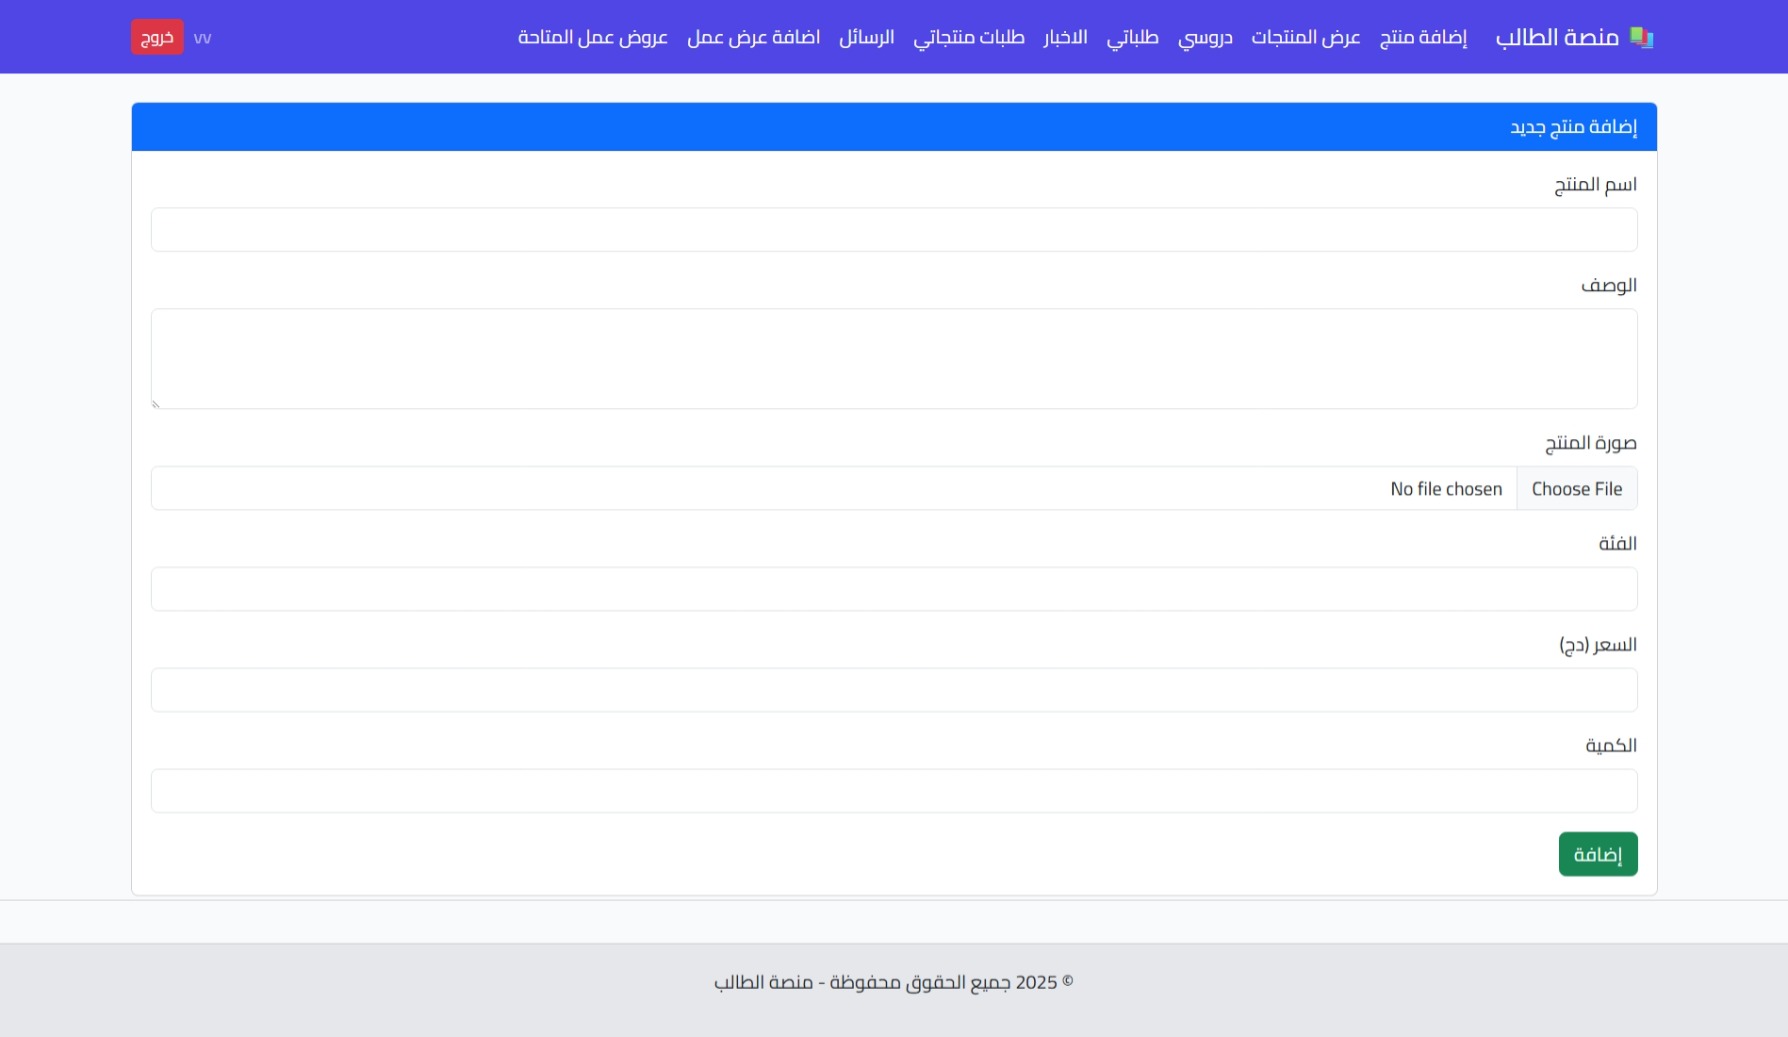 منصة الطالب إضافة منتج عرض المنتجات دروسي طلباتي الاخبار طلبات منتجاتي الرسائل اضافة عرض عمل عروض عمل المتاحة vv خروج
إضافة منتج جديد
اسم المنتج
الوصف
صورة المنتج
Choose File No file chosen
الفئة
السعر (دج)
الكمية
إضافة
© 2025 جميع الحقوق محفوظة - منصة الطالب